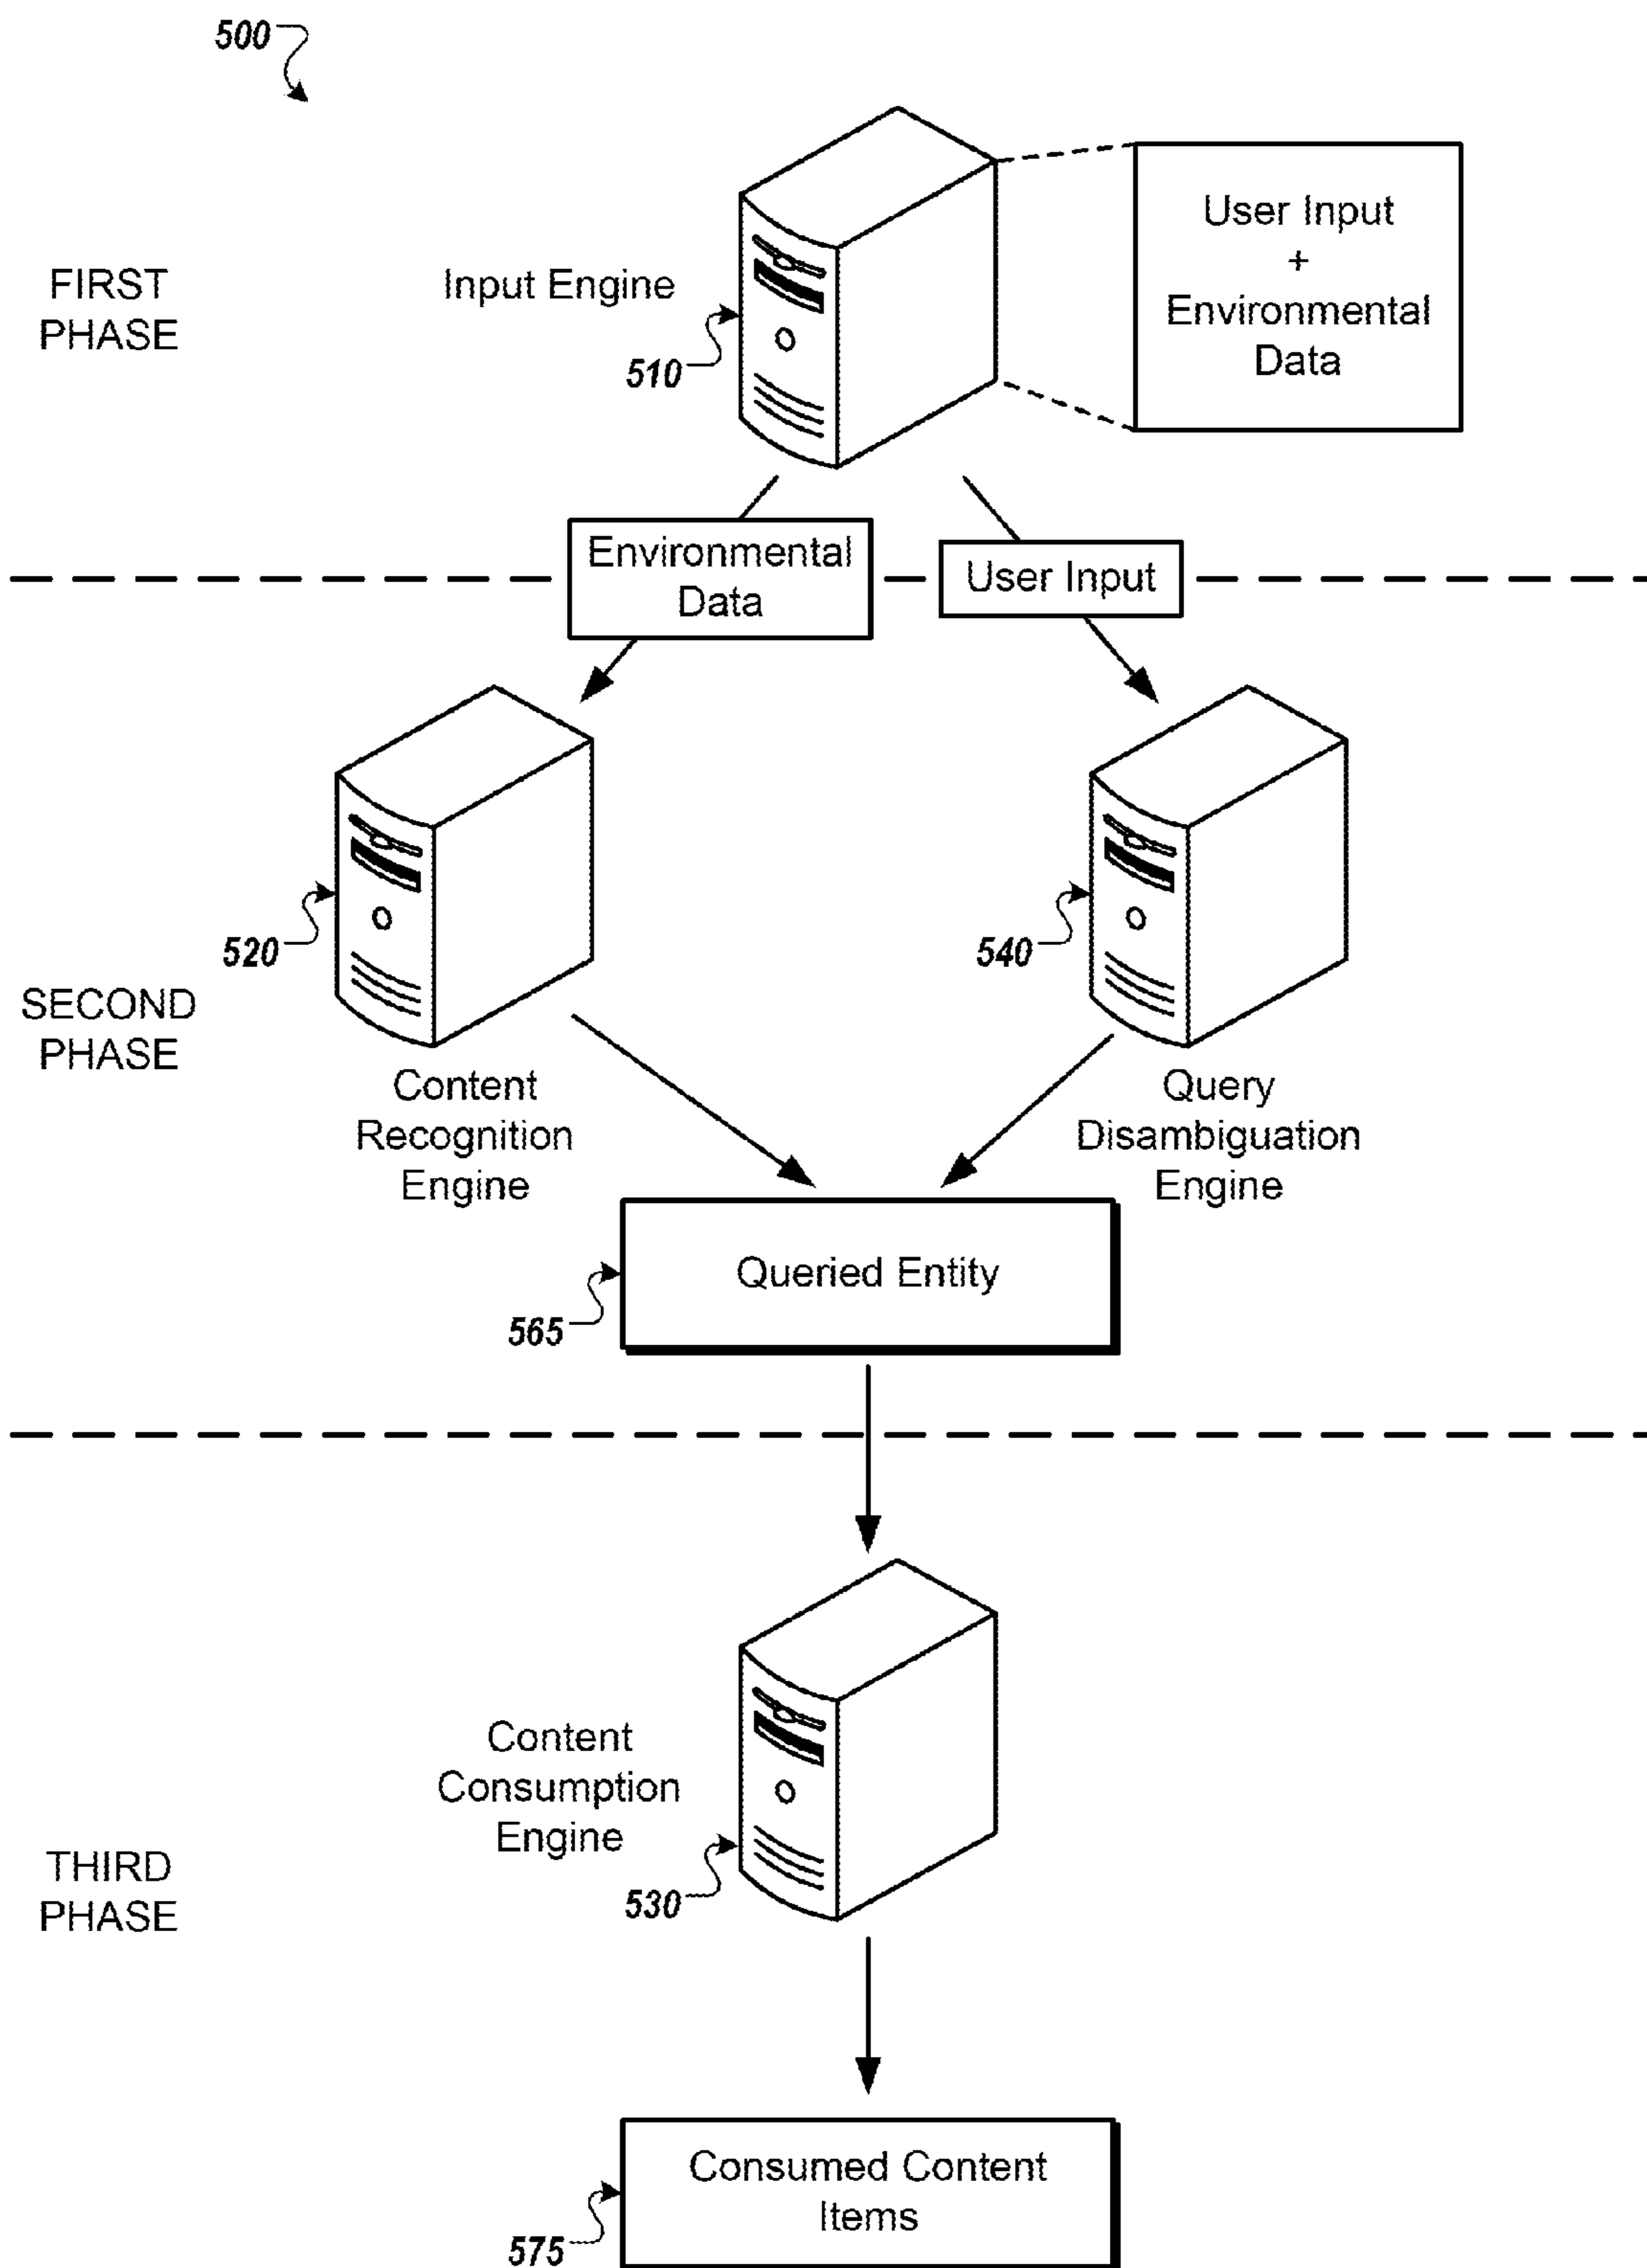 500
FIRST
PHASE
Input Engine
510
User Input
+
Environmental
Data
Environmental
Data
User Input
SECOND
PHASE
520
540
Content
Recognition
Engine
Query
Disambiguation
Engine
Queried Entity
565
THIRD
PHASE
Content
Consumption
Engine
530
Consumed Content
Items
575